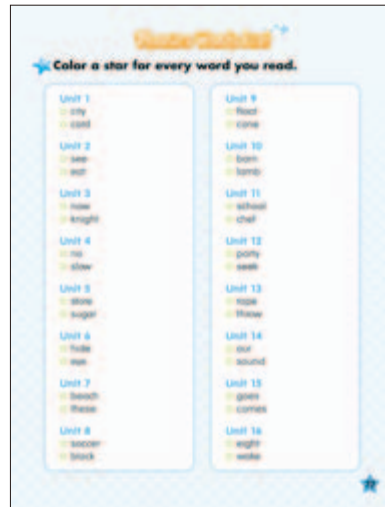 Color a star for every word you read.
Unit 1
city
cold
Unit 2
see
eat
Unit 3
now
knight
Unit 4
no
slow
Unit 5
store
sugar
Unit 6
hide
eye
Unit 7
beach
these
Unit 8
soccer
block
Unit 9
float
cone
Unit 10
born
lamb
Unit 11
school
chef
Unit 12
party
seek
Unit 13
rope
throw
Unit 14
our
sound
Unit 15
goes
comes
Unit 16
eight
wake